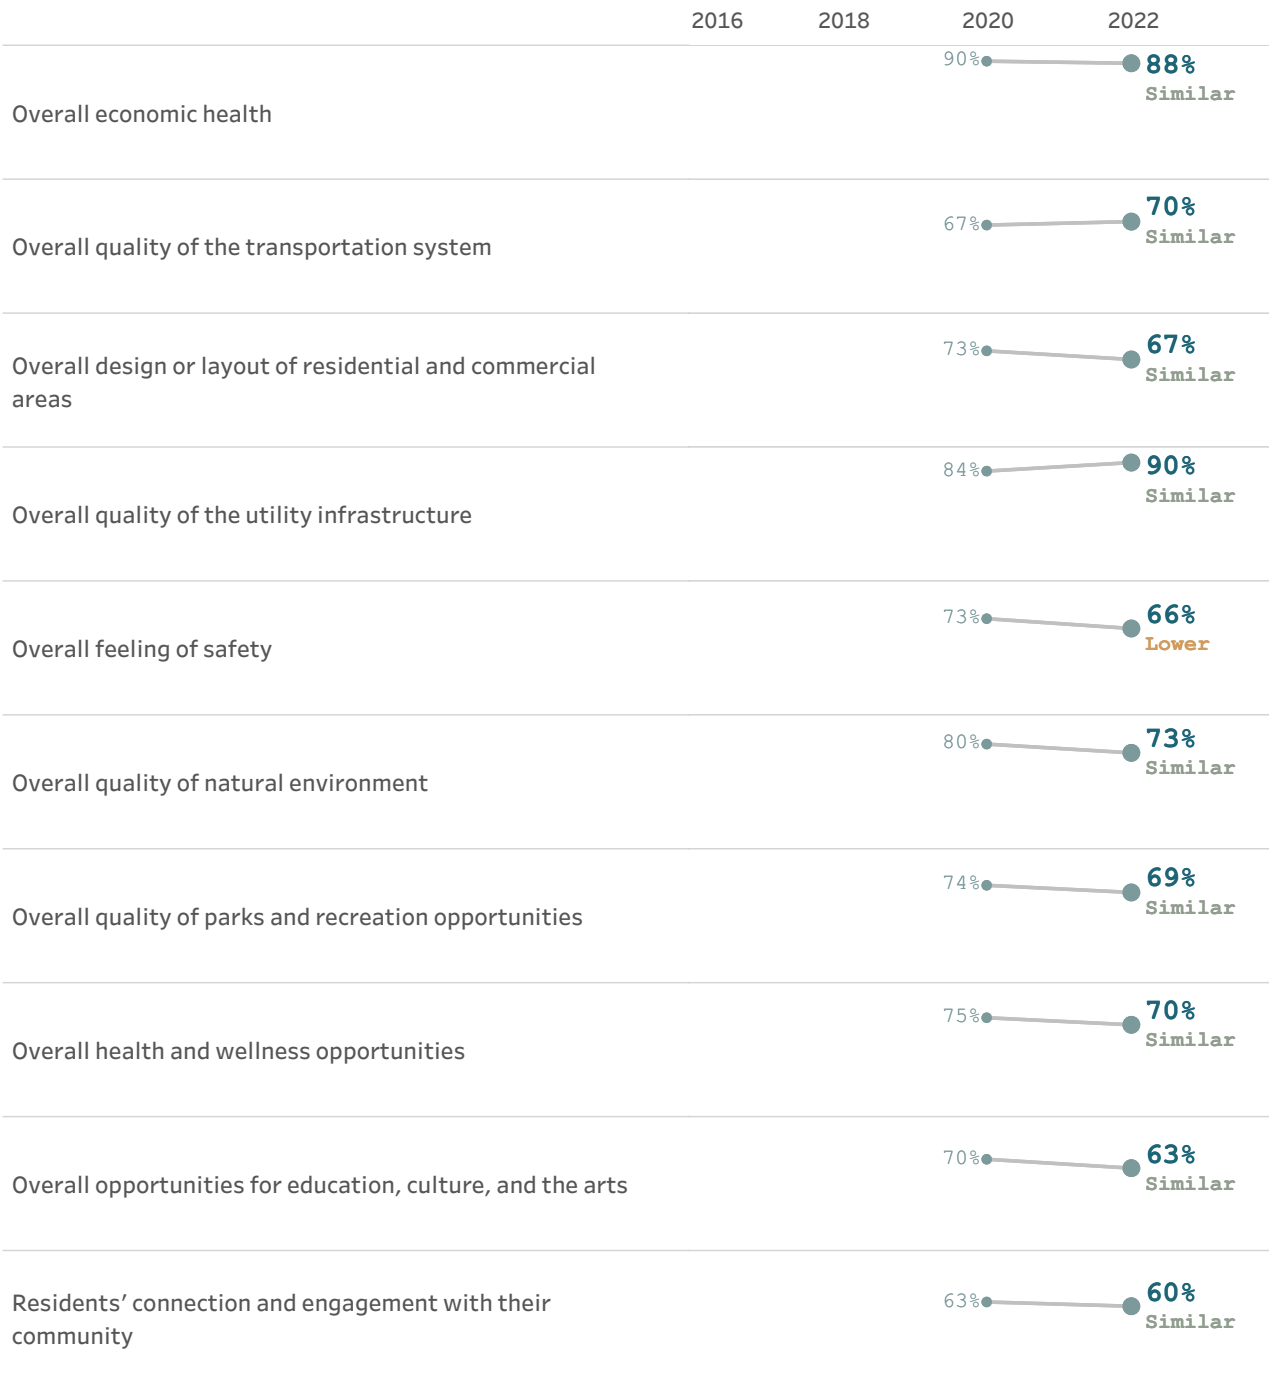 2016 2018 2020 2022
90% 88%
Similar
Overall economic health
70%
67%
Similar
Overall quality of the transportation system
67%
73%
Similar
Overall design or layout of residential and commercial
areas
84% 90%
Similar
Overall quality of the utility infrastructure
73% 66%
Lower
Overall feeling of safety
80% 73%
Similar
Overall quality of natural environment
74% 69%
Similar
Overall quality of parks and recreation opportunities
75% 70%
Similar
Overall health and wellness opportunities
70% 63%
Similar
Overall opportunities for education, culture, and the arts
63% 60%
Similar
Residents’ connection and engagement with their
community